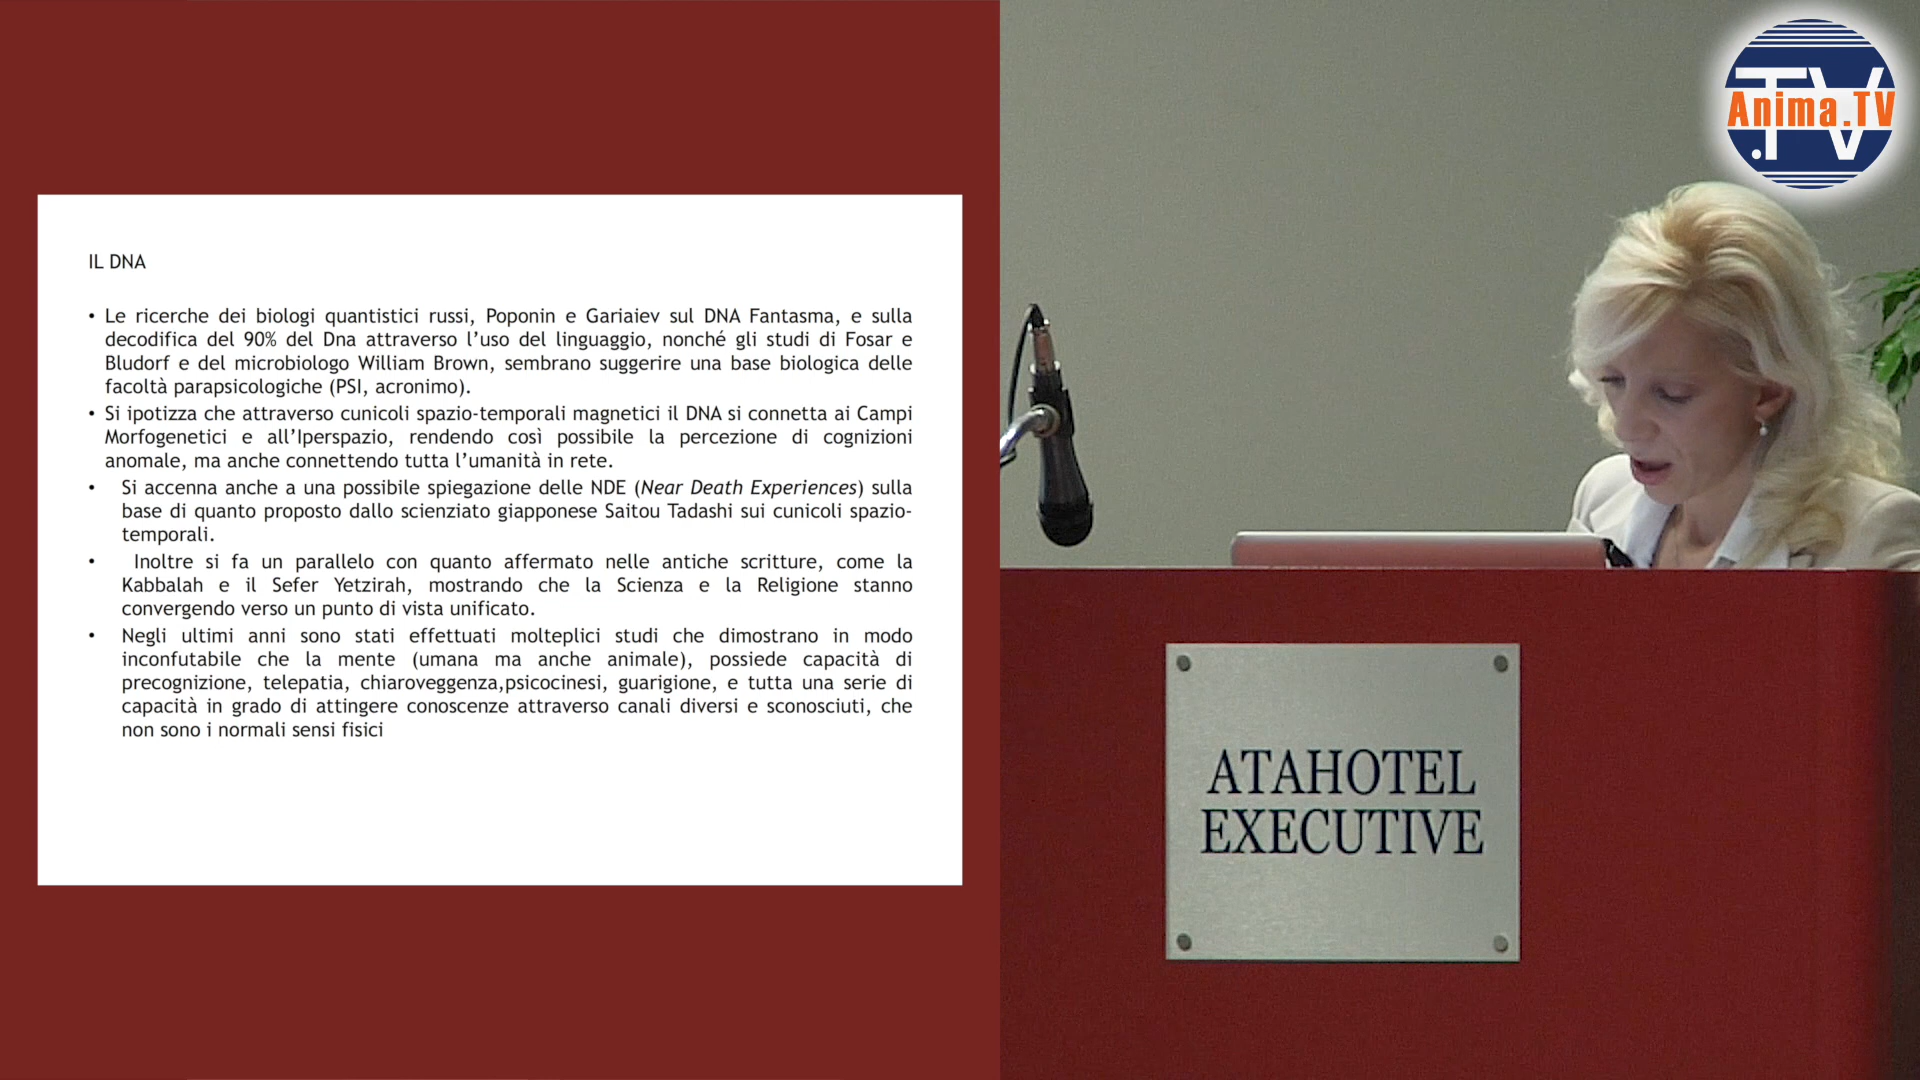 IL DNA
• Le ricerche dei biologi quantistici russi, Poponin e Gariaiev sul DNA Fantasma, e sulla
decodifica del 90% del Dna attraverso l’uso del linguaggio, nonché gli studi di Fosar e
Bludorf e del microbiologo William Brown, sembrano suggerire una base biologica delle
facoltà parapsicologiche (PSI, acronimo).
• Si ipotizza che attraverso cunicoli spazio-temporali magnetici il DNA si connetta ai Campi
Morfogenetici e all’Iperspazio, rendendo così possibile la percezione di cognizioni
anomale, ma anche connettendo tutta l’umanità in rete.
• Si accenna anche a una possibile spiegazione delle NDE (Near Death Experiences) sulla
base di quanto proposto dallo scienziato giapponese Saitou Tadashi sui cunicoli spazio-
temporali.
• Inoltre si fa un parallelo con quanto affermato nelle antiche scritture, come la
Kabbalah e il Sefer Yetzirah, mostrando che la Scienza e la Religione stanno
convergendo verso un punto di vista unificato.
• Negli ultimi anni sono stati effettuati molteplici studi che dimostrano in modo
inconfutabile che la mente (umana ma anche animale), possiede capacità di
precognizione, telepatia, chiaroveggenza,psicocinesi, guarigione, e tutta una serie di
capacità in grado di attingere conoscenze attraverso canali diversi e sconosciuti, che
non sono i normali sensi fisici
.TV
Anima.TV
ATAHOTEL
EXECUTIVE